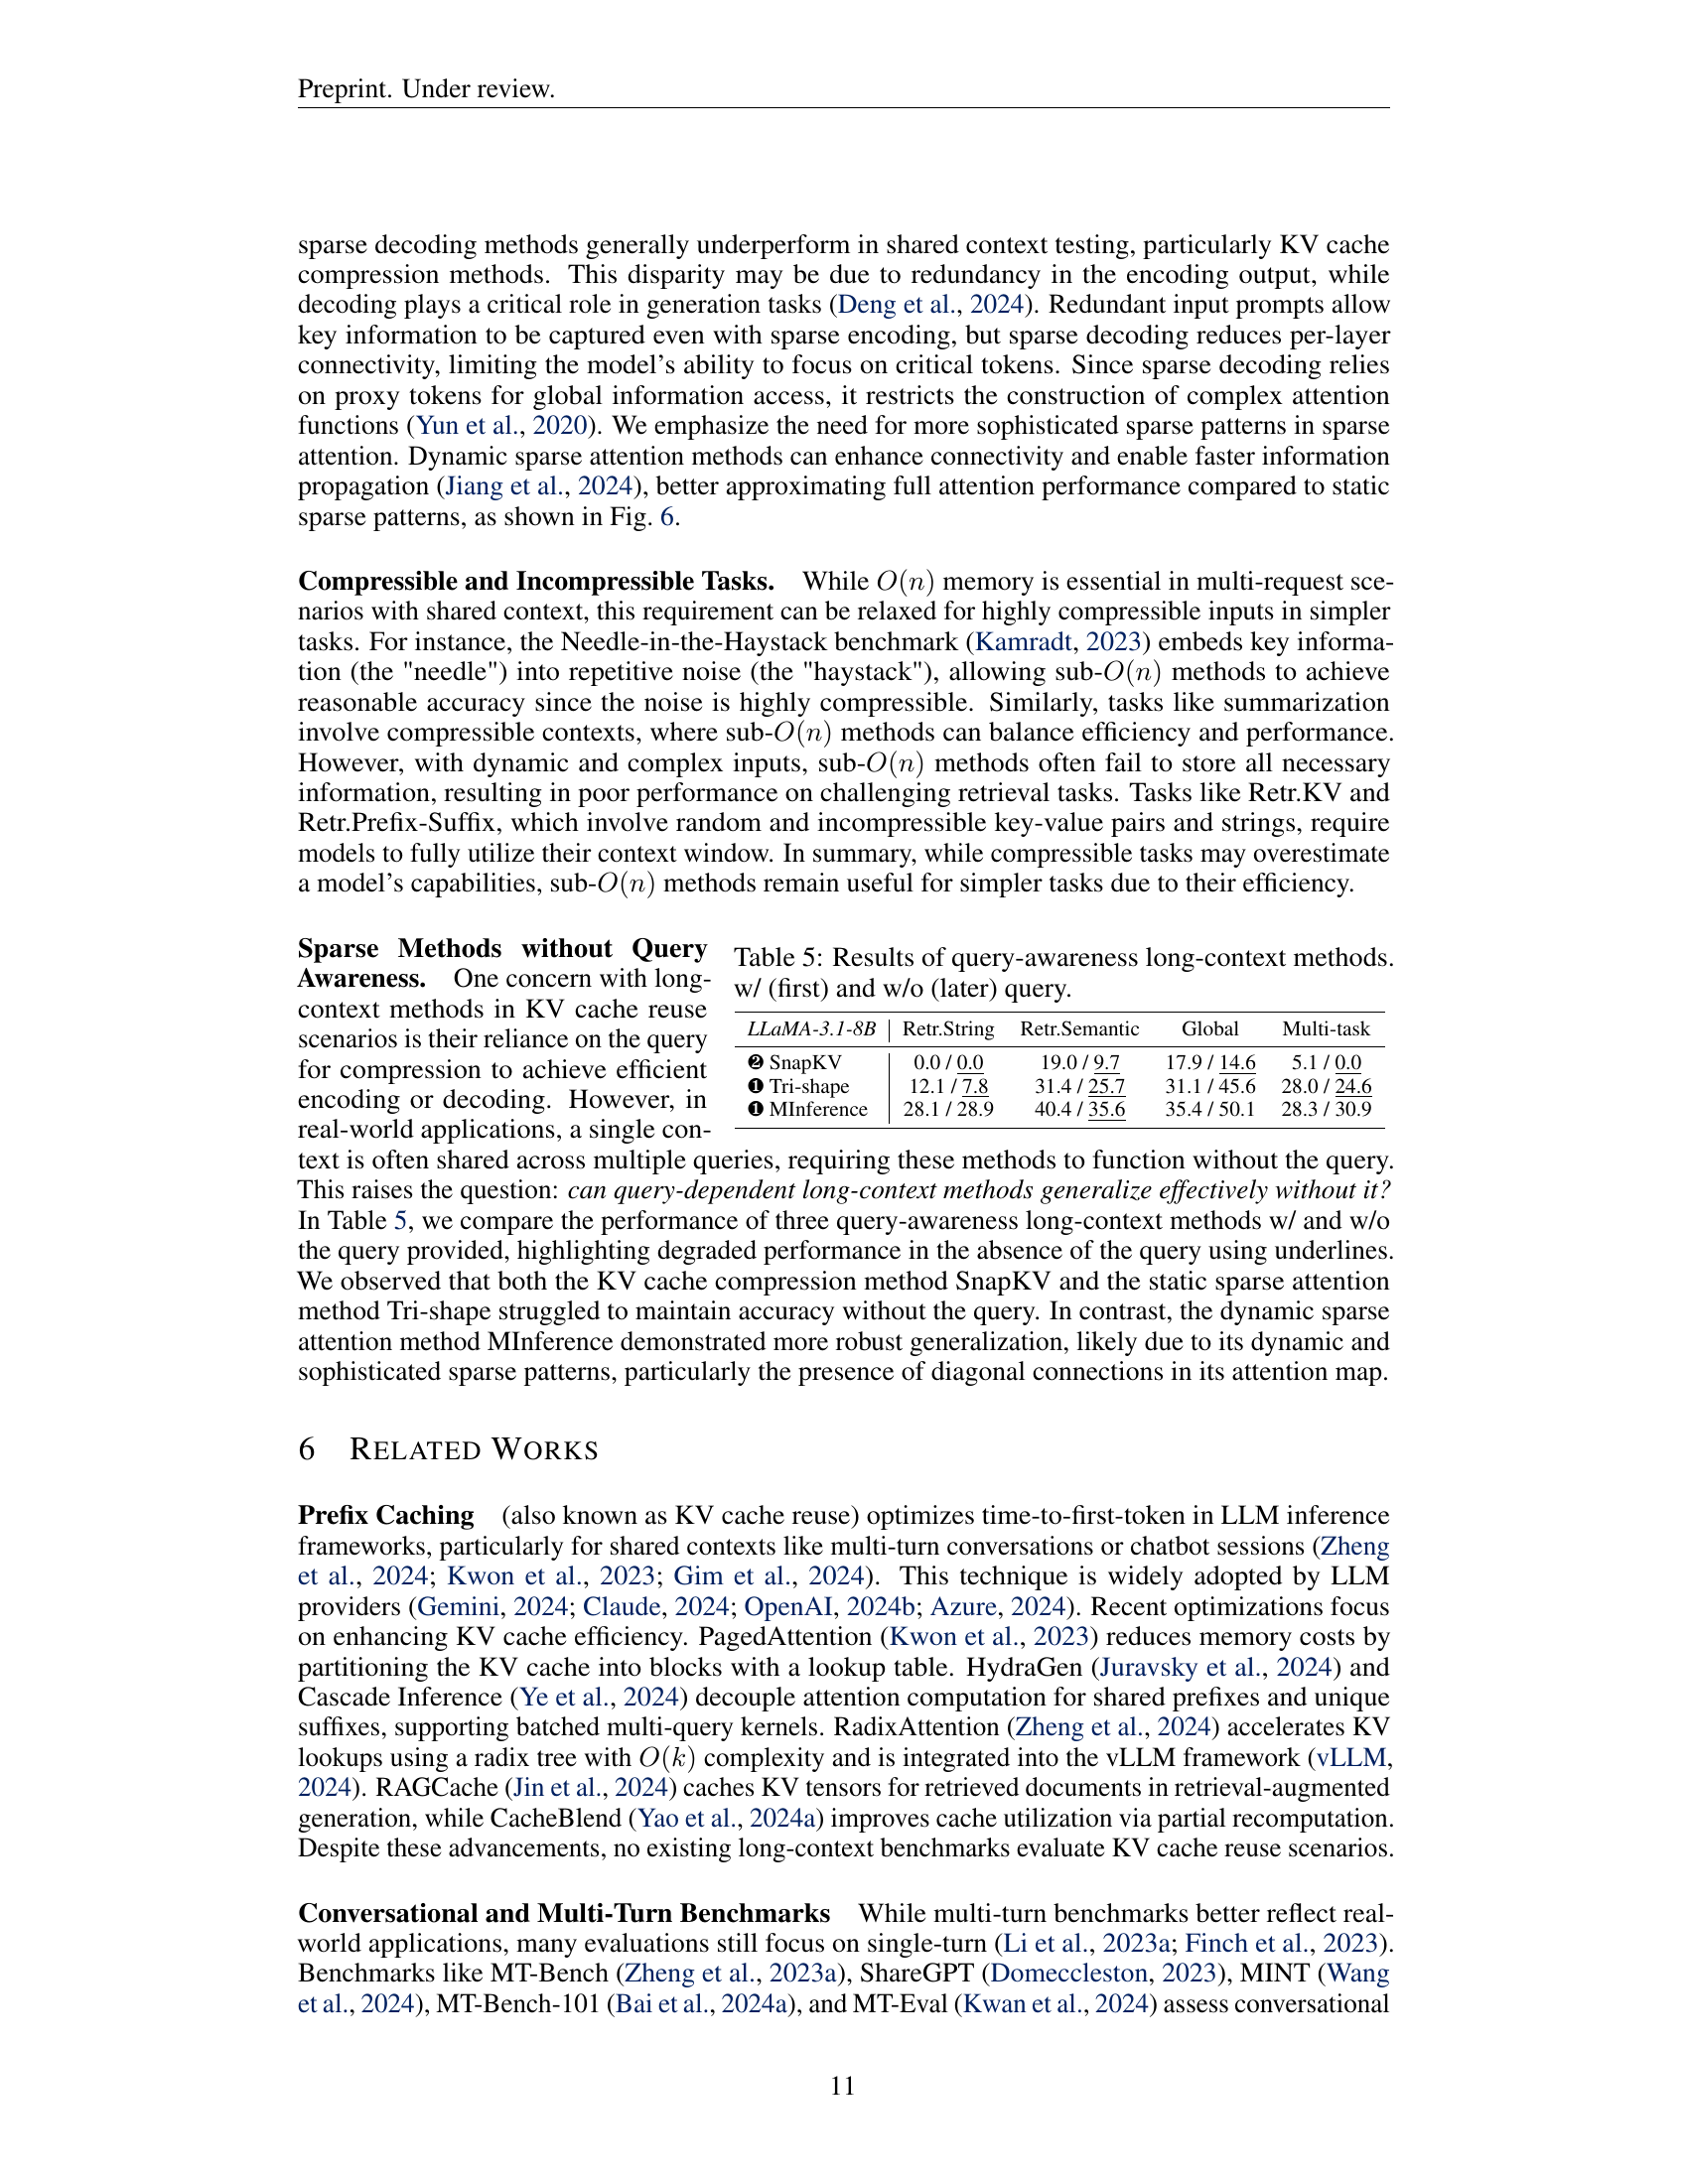 Preprint. Under review.
sparse decoding methods generally underperform in shared context testing, particularly KV cache
compression methods. This disparity may be due to redundancy in the encoding output, while
decoding plays a critical role in generation tasks (Deng et al., 2024). Redundant input prompts allow
key information to be captured even with sparse encoding, but sparse decoding reduces per-layer
connectivity, limiting the model's ability to focus on critical tokens. Since sparse decoding relies
on proxy tokens for global information access, it restricts the construction of complex attention
functions (Yun et al., 2020). We emphasize the need for more sophisticated sparse patterns in sparse
attention. Dynamic sparse attention methods can enhance connectivity and enable faster information
propagation (Jiang et al., 2024), better approximating full attention performance compared to static
sparse patterns, as shown in Fig. 6.
Compressible and Incompressible Tasks. While O(n) memory is essential in multi-request sce-
narios with shared context, this requirement can be relaxed for highly compressible inputs in simpler
tasks. For instance, the Needle-in-the-Haystack benchmark (Kamradt, 2023) embeds key informa-
tion (the "needle") into repetitive noise (the "haystack"), allowing sub-O(n) methods to achieve
reasonable accuracy since the noise is highly compressible. Similarly, tasks like summarization
involve compressible contexts, where sub-O(n) methods can balance efficiency and performance.
However, with dynamic and complex inputs, sub-O(n) methods often fail to store all necessary
information, resulting in poor performance on challenging retrieval tasks. Tasks like Retr.KV and
Retr.Prefix-Suffix, which involve random and incompressible key-value pairs and strings, require
models to fully utilize their context window. In summary, while compressible tasks may overestimate
a model's capabilities, sub-O(n) methods remain useful for simpler tasks due to their efficiency.
Sparse Methods without Query
Awareness. One concern with long-
context methods in KV cache reuse
scenarios is their reliance on the query
for compression to achieve efficient
encoding or decoding. However, in
real-world applications, a single con-
Table 5: Results of query-awareness long-context methods.
w/ (first) and w/o (later) query.
LLaMA-3.1-8B | Retr.String Retr.Semantic Global Multi-task
❷ SnapKV 0.0 / 0.0 19.0 / 9.7 17.9 / 14.6 5.1 / 0.0
❶ Tri-shape 12.1 / 7.8 31.4 / 25.7 31.1 / 45.6 28.0 / 24.6
❶ MInference 28.1 / 28.9 40.4 / 35.6 35.4 / 50.1 28.3 / 30.9
text is often shared across multiple queries, requiring these methods to function without the query.
This raises the question: can query-dependent long-context methods generalize effectively without it?
In Table 5, we compare the performance of three query-awareness long-context methods w/ and w/o
the query provided, highlighting degraded performance in the absence of the query using underlines.
We observed that both the KV cache compression method SnapKV and the static sparse attention
method Tri-shape struggled to maintain accuracy without the query. In contrast, the dynamic sparse
attention method MInference demonstrated more robust generalization, likely due to its dynamic and
sophisticated sparse patterns, particularly the presence of diagonal connections in its attention map.
6 RELATED WORKS
Prefix Caching (also known as KV cache reuse) optimizes time-to-first-token in LLM inference
frameworks, particularly for shared contexts like multi-turn conversations or chatbot sessions (Zheng
et al., 2024; Kwon et al., 2023; Gim et al., 2024). This technique is widely adopted by LLM
providers (Gemini, 2024; Claude, 2024; OpenAI, 2024b; Azure, 2024). Recent optimizations focus
on enhancing KV cache efficiency. PagedAttention (Kwon et al., 2023) reduces memory costs by
partitioning the KV cache into blocks with a lookup table. HydraGen (Juravsky et al., 2024) and
Cascade Inference (Ye et al., 2024) decouple attention computation for shared prefixes and unique
suffixes, supporting batched multi-query kernels. RadixAttention (Zheng et al., 2024) accelerates KV
lookups using a radix tree with O(k) complexity and is integrated into the vLLM framework (vLLM,
2024). RAGCache (Jin et al., 2024) caches KV tensors for retrieved documents in retrieval-augmented
generation, while CacheBlend (Yao et al., 2024a) improves cache utilization via partial recomputation.
Despite these advancements, no existing long-context benchmarks evaluate KV cache reuse scenarios.
Conversational and Multi-Turn Benchmarks While multi-turn benchmarks better reflect real-
world applications, many evaluations still focus on single-turn (Li et al., 2023a; Finch et al., 2023).
Benchmarks like MT-Bench (Zheng et al., 2023a), ShareGPT (Domeccleston, 2023), MINT (Wang
et al., 2024), MT-Bench-101 (Bai et al., 2024a), and MT-Eval (Kwan et al., 2024) assess conversational
11